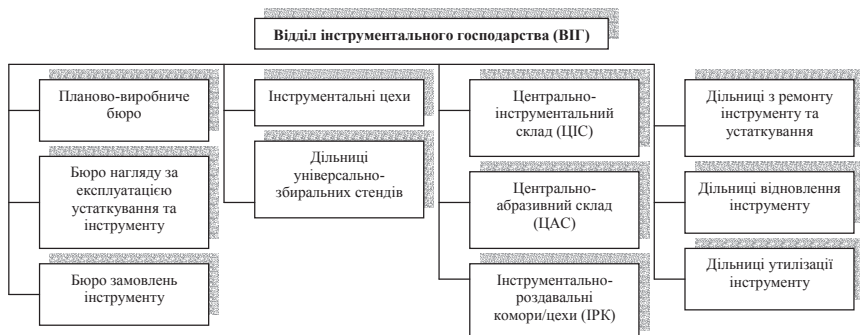 Відділ інструментального господарства (ВІГ)
Планово-виробниче
бюро
Бюро нагляду за
експлуатацією
устаткування та
інструменту
Бюро замовлень
інструменту
Інструментальні цехи
Дільниці
універсально-
збиральних стендів
Центрально-
інструментальний
склад (ЦІС)
Центрально-
абразивний склад
(ЦАС)
Інструментально-
роздавальні
комори/цехи (ІРК)
Дільниці з ремонту
інструменту та
устаткування
Дільниці відновлення
інструменту
Дільниці утилізації
інструменту